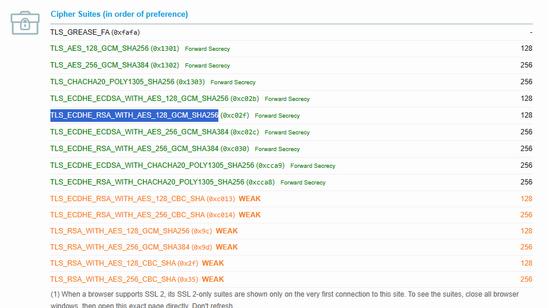 Cipher Suites (in order of preference)
TLS_GREASE_FA (0xfafa) -
TLS_AES_128_GCM_SHA256 (0x1301) Forward Secrecy 128
TLS_AES_256_GCM_SHA384 (0x1302) Forward Secrecy 256
TLS_CHACHA20_POLY1305_SHA256 (0x1303) Forward Secrecy 256
TLS_ECDHE_ECDSA_WITH_AES_128_GCM_SHA256 (0xc02b) Forward Secrecy 128
TLS_ECDHE_RSA_WITH_AES_128_GCM_SHA256 (0xc02f) Forward Secrecy 128
TLS_ECDHE_ECDSA_WITH_AES_256_GCM_SHA384 (0xc02c) Forward Secrecy 256
TLS_ECDHE_RSA_WITH_AES_256_GCM_SHA384 (0xc030) Forward Secrecy 256
TLS_ECDHE_ECDSA_WITH_CHACHA20_POLY1305_SHA256 (0xcca9) Forward Secrecy 256
TLS_ECDHE_RSA_WITH_CHACHA20_POLY1305_SHA256 (0xcca8) Forward Secrecy 256
TLS_ECDHE_RSA_WITH_AES_128_CBC_SHA (0xc013) WEAK 128
TLS_ECDHE_RSA_WITH_AES_256_CBC_SHA (0xc014) WEAK 256
TLS_RSA_WITH_AES_128_GCM_SHA256 (0x9c) WEAK 128
TLS_RSA_WITH_AES_256_GCM_SHA384 (0x9d) WEAK 256
TLS_RSA_WITH_AES_128_CBC_SHA (0x2f) WEAK 128
TLS_RSA_WITH_AES_256_CBC_SHA (0x35) WEAK 256
(1) When a browser supports SSL 2, its SSL 2-only suites are shown only on the very first connection to this site. To see the suites, close all browser
windows, then open this exact page directly. Don't refresh.